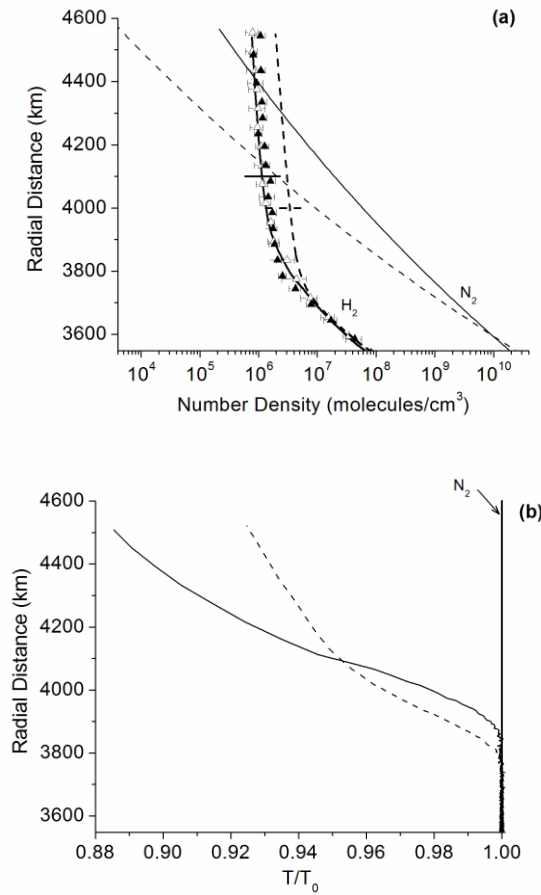 (a)
4600
4400
4200
4000
3800
3600
Radial Distance (km)
H2
N2
10^4 10^5 10^6 10^7 10^8 10^9 10^10
Number Density (molecules/cm^3)
N2
(b)
4600
4400
4200
4000
3800
3600
Radial Distance (km)
0.88 0.90 0.92 0.94 0.96 0.98 1.00
T/T0